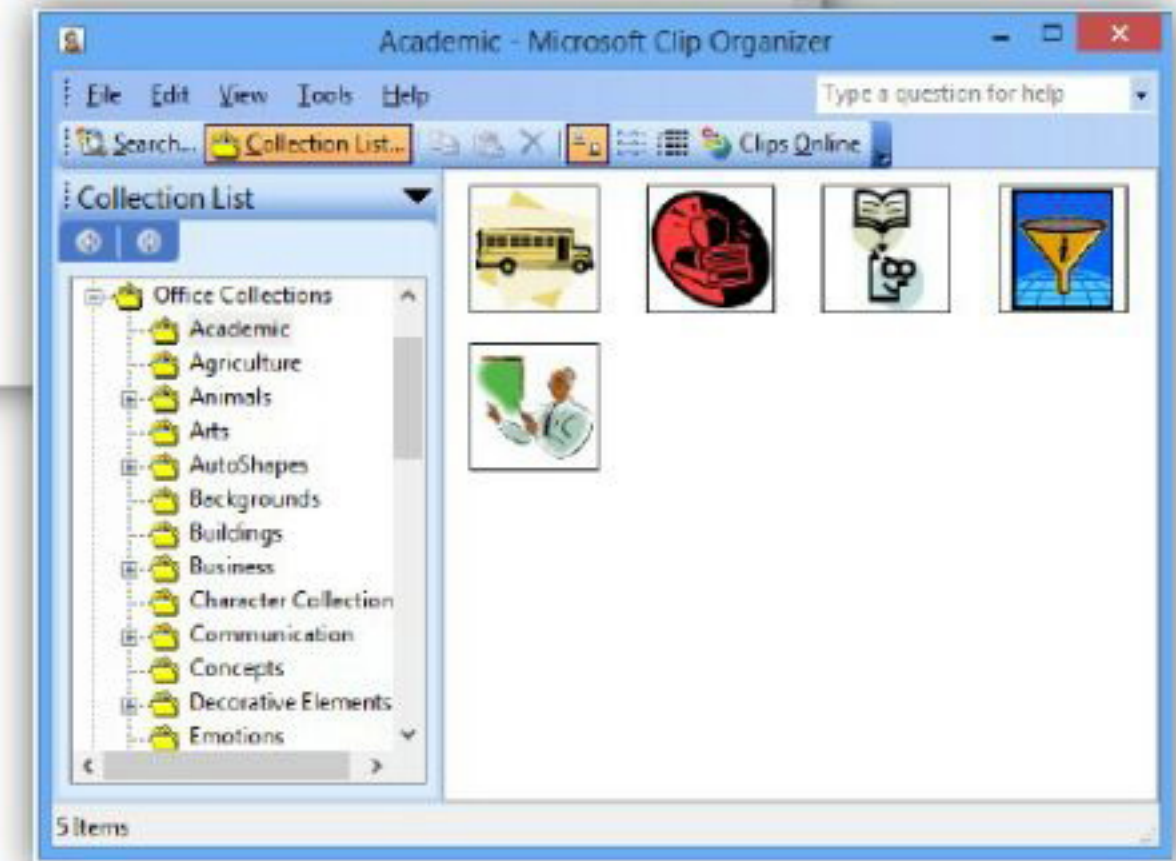 Academic - Microsoft Clip Organizer
File Edit View Tools Help Type a question for help
Search... Collection List... Clips Online
Collection List
Office Collections
Academic
Agriculture
Animals
Arts
AutoShapes
Backgrounds
Buildings
Business
Character Collection
Communication
Concepts
Decorative Elements
Emotions
5 Items